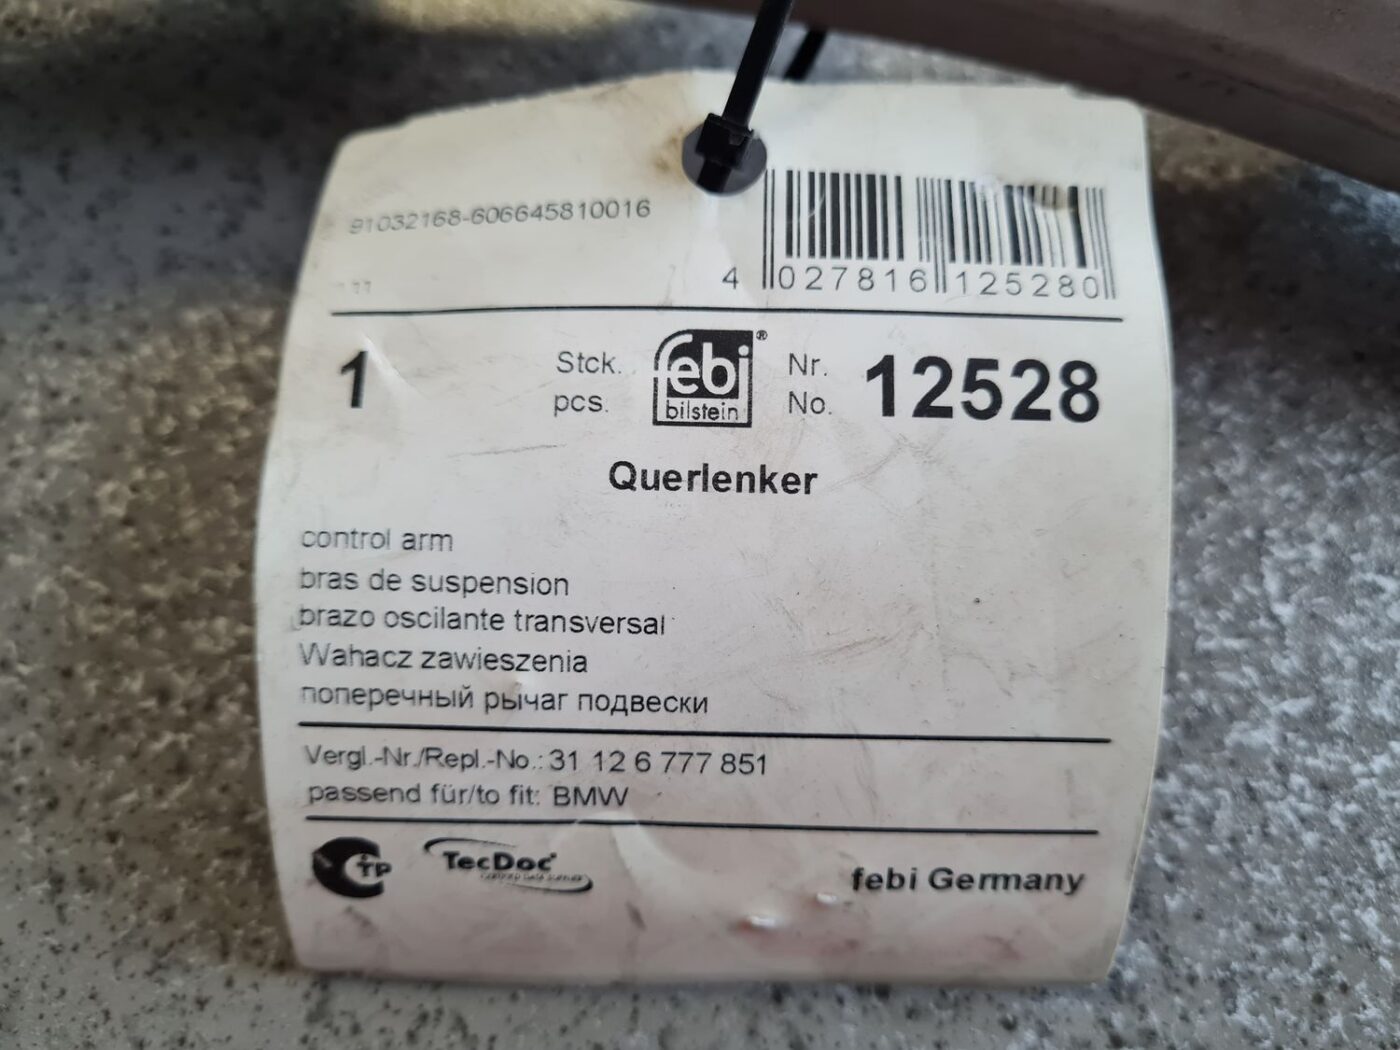 91032168-606645810016
4 027816 125280
1 Stck. pcs.
febi®
bilstein
Nr. No. 12528
Querlenker
control arm
bras de suspension
brazo oscilante transversal
Wahacz zawieszenia
поперечный рычаг подвески
Vergl.-Nr./Repl.-No.: 31 12 6 777 851
passend für/to fit: BMW
TP
TecDoc
febi Germany